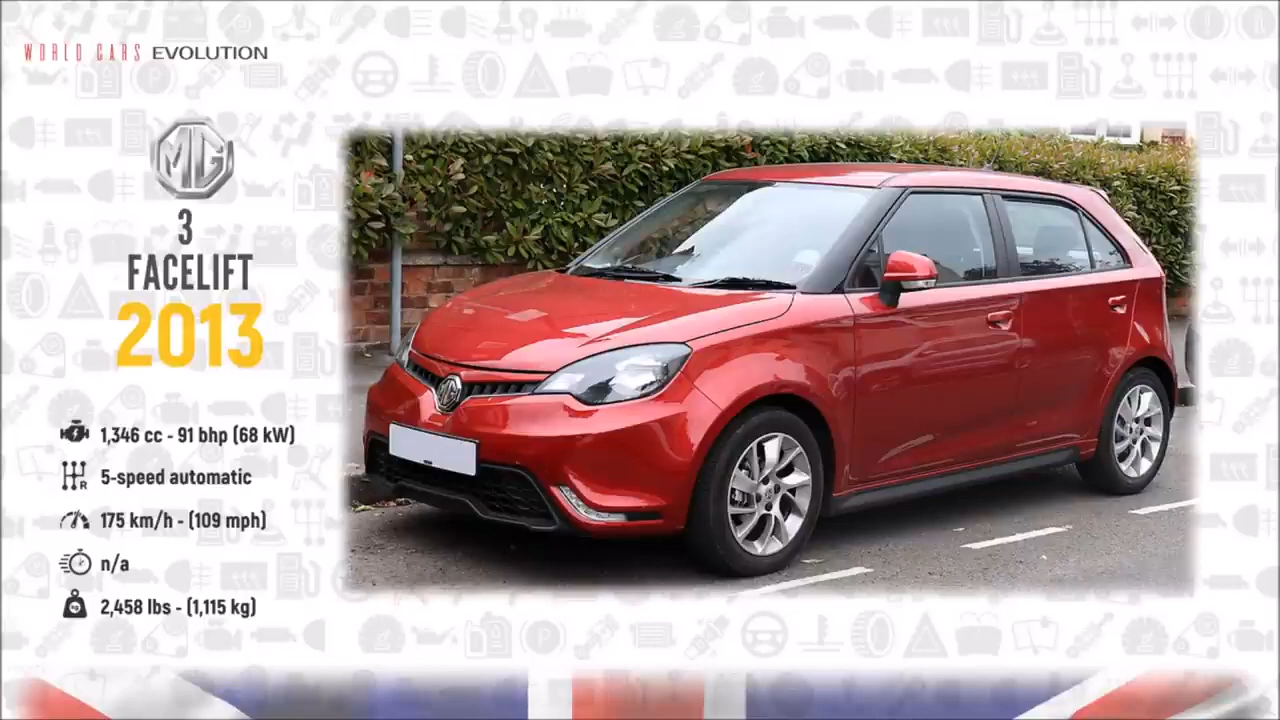 WORLD CARS EVOLUTION
MG
3
FACELIFT
2013
1,346 cc - 91 bhp (68 kW)
R
5-speed automatic
175 km/h - (109 mph)
n/a
2,458 lbs - (1,115 kg)
MG